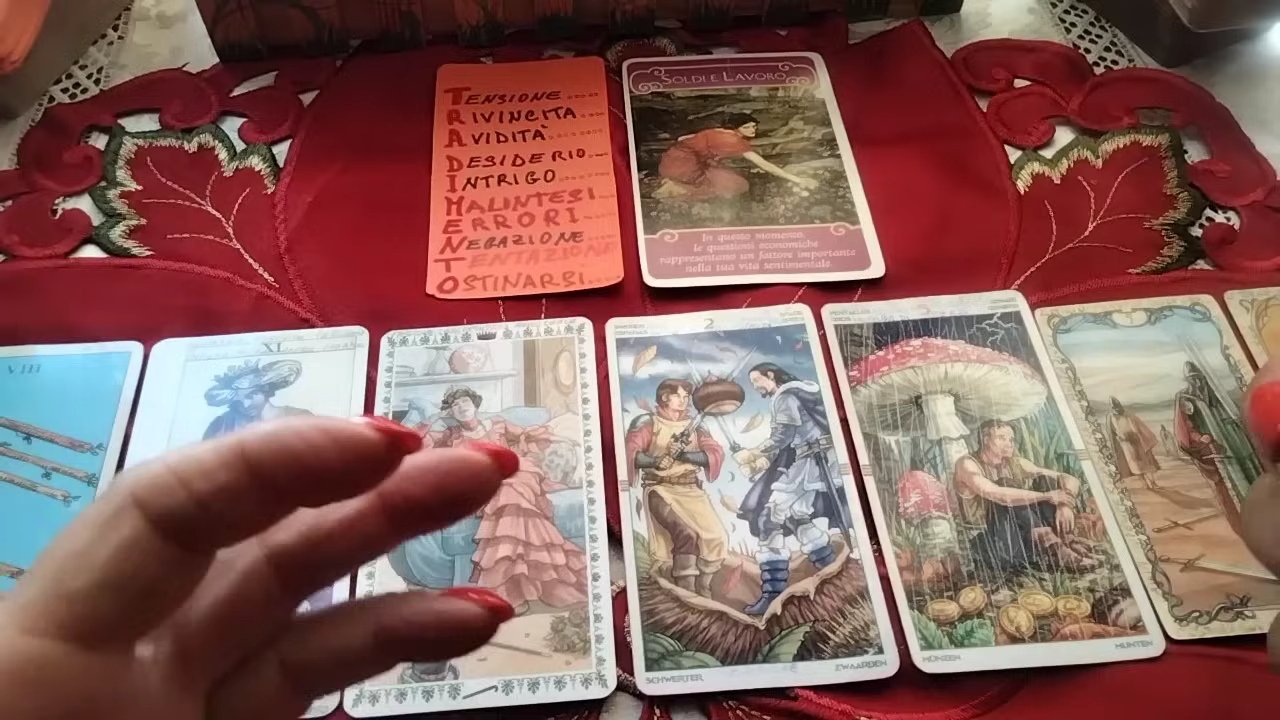 TENSIONE.......
RIVINCITA....
AVIDITÀ.......
DESIDERIO....
INTRIGO.......
MALINTESI....
ERRORI.....
NEGAZIONE....
TENTAZIONE
OSTINARSI....
SOLDI E LAVORO
In questo momento,
le questioni economiche
rappresentano un fattore importante
nella tua vita sentimentale.
VIII
XI
2
SCHWERTER
ZWAARDEN
MÜNZEN
MUNTEN